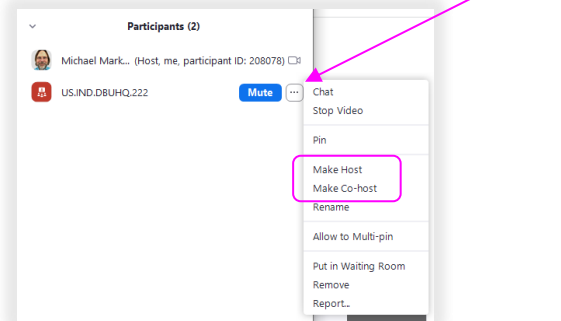 Participants (2)
Michael Mark... (Host, me, participant ID: 208078)
US.IND.DBUHQ.222 Mute ...
Chat
Stop Video
Pin
Make Host
Make Co-host
Rename
Allow to Multi-pin
Put in Waiting Room
Remove
Report...